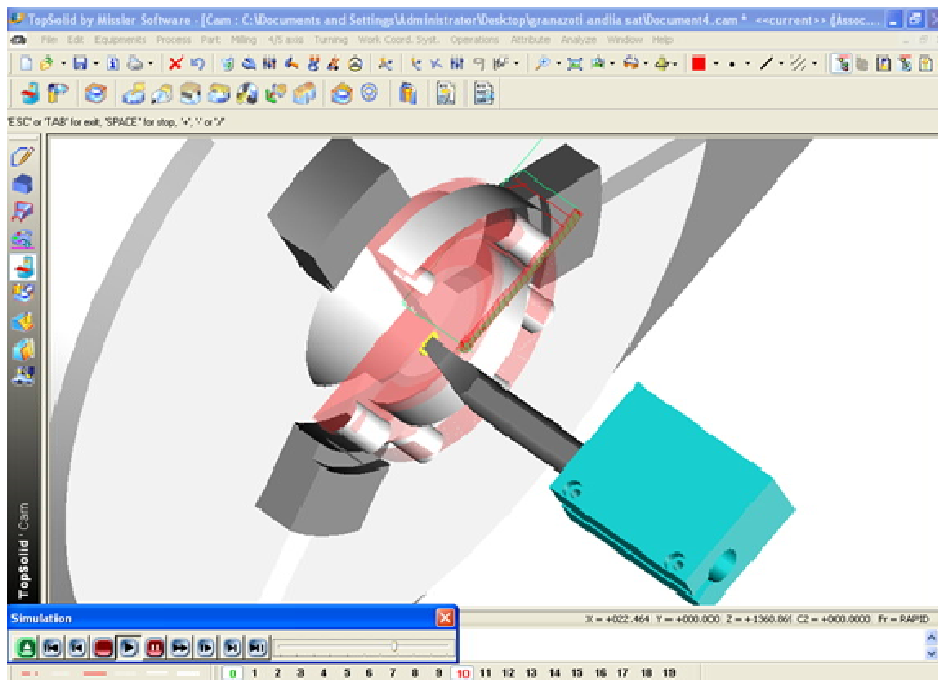 TopSolid by Missler Software - [Cam : C:\Documents and Settings\Administrator\Desktop\granazoti andila sat\Document4.cam * <<current>> (Assoc....
File Edit Equipments Process Part Milling 4/5 axis Turning Work Coord. Syst. Operations Attribute Analyze Window Help
'ESC' or 'TAB' for exit, 'SPACE' for stop, '+', '-' or '>/'
TopSolid'Cam
Simulation
X = +022.464 Y = +000.000 Z = +-1360.861 C2 = +000.0000 Fr = RAPID
0 1 2 3 4 5 6 7 8 9 10 11 12 13 14 15 16 17 18 19